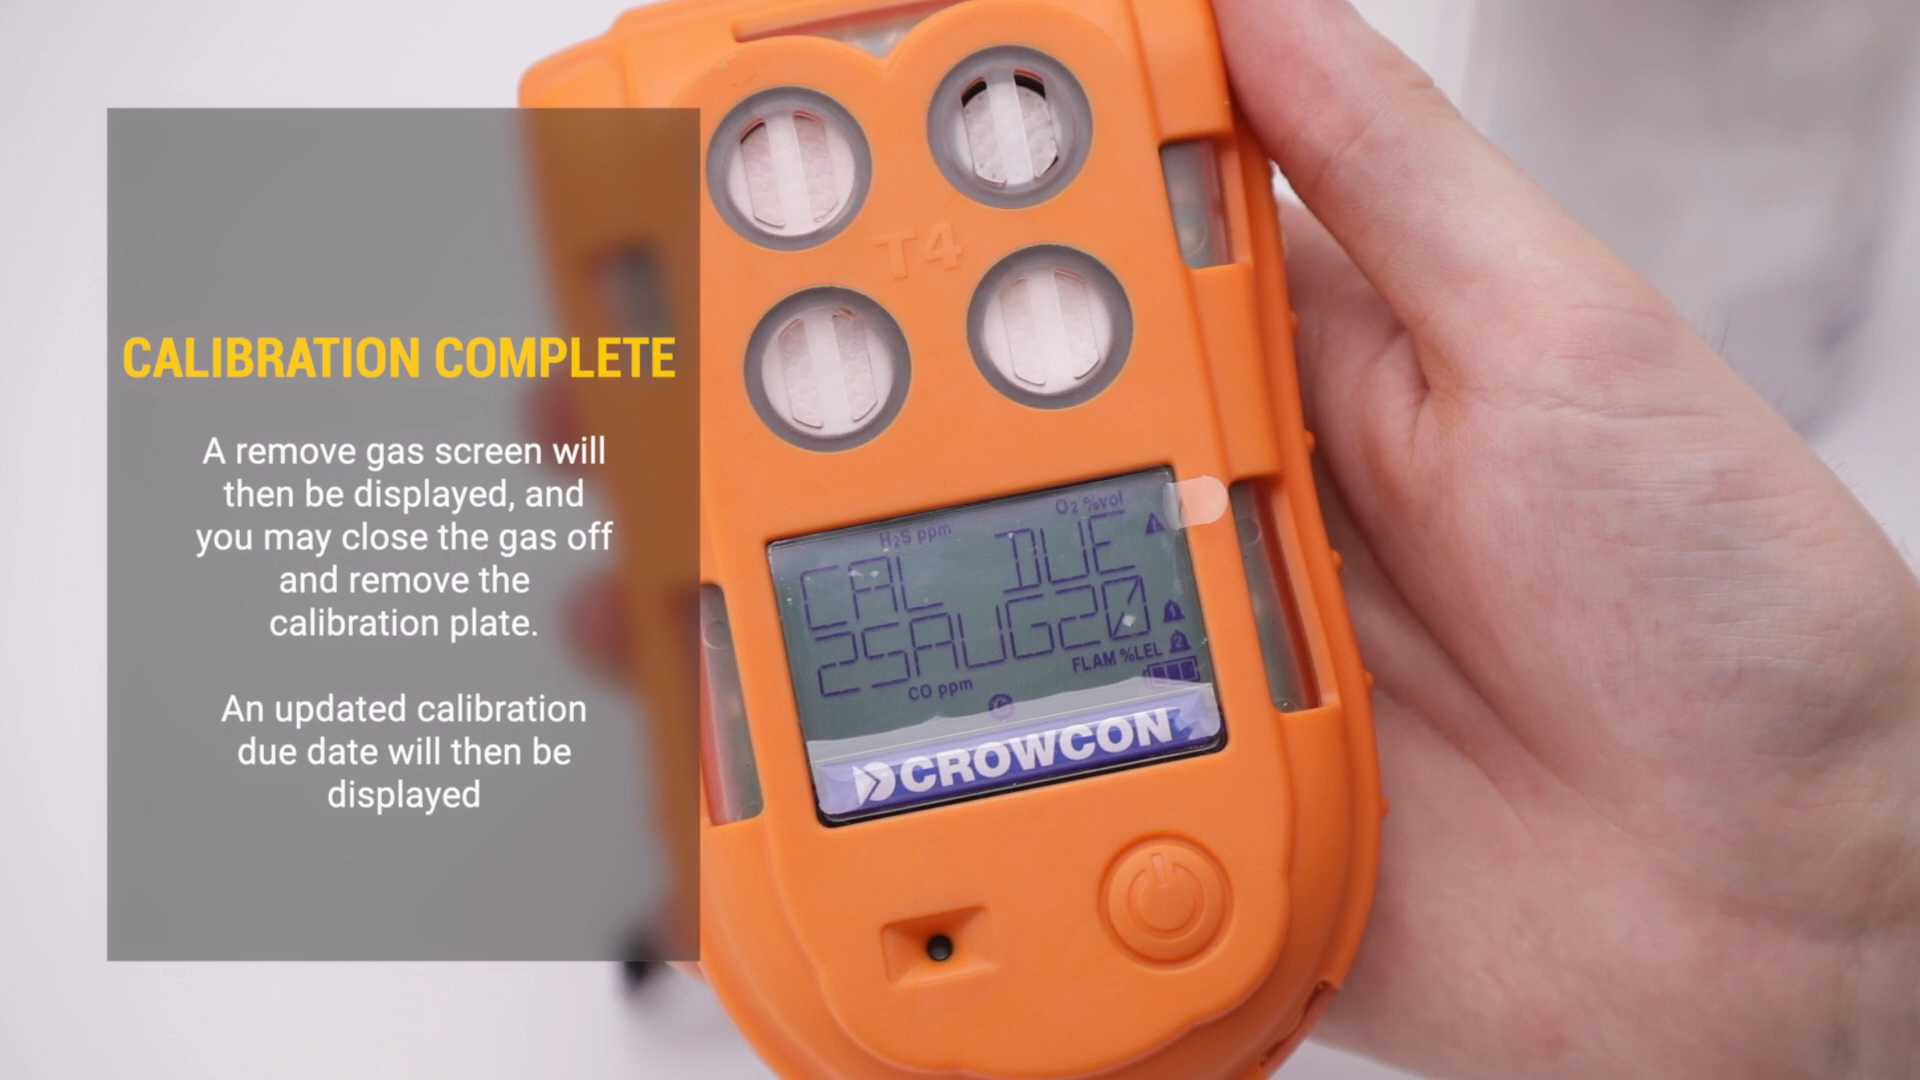 CALIBRATION COMPLETE
A remove gas screen will
then be displayed, and
you may close the gas off
and remove the
calibration plate.
An updated calibration
due date will then be
displayed
T4
H₂S ppm O₂ %vol
CAL DUE
25AUG20
CO ppm FLAM %LEL
CROWCON